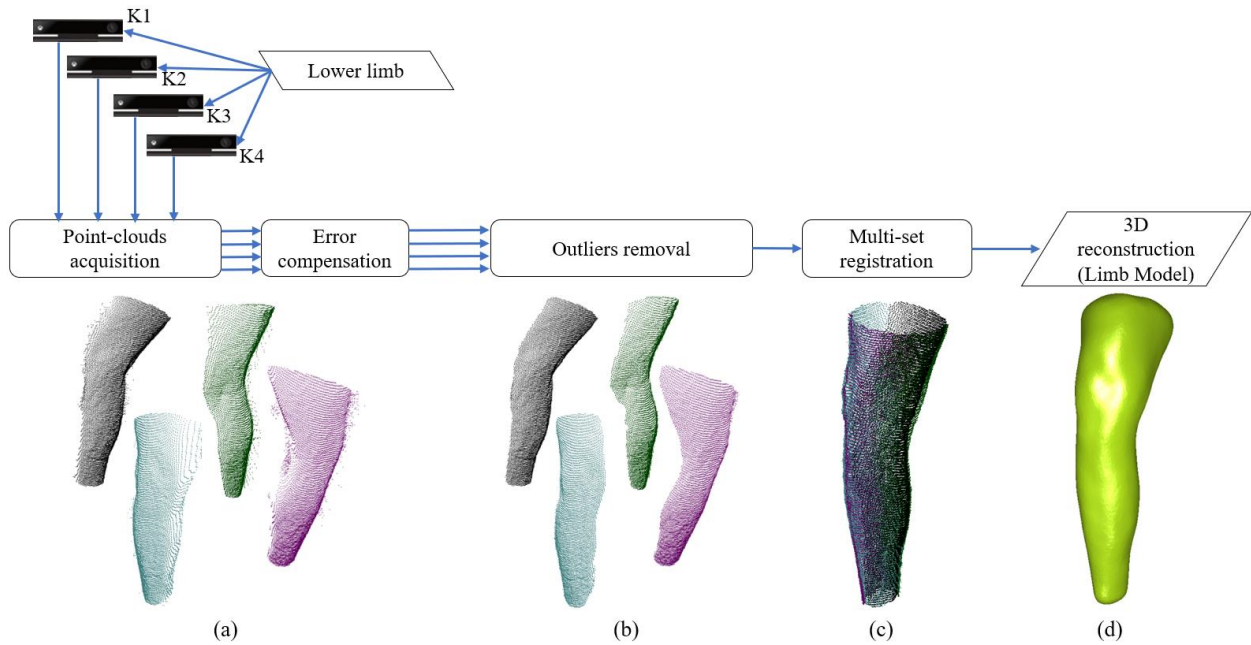 K1
K2
K3
K4
Lower limb
Point-clouds
acquisition
Error
compensation
Outliers removal
Multi-set
registration
3D
reconstruction
(Limb Model)
(a)
(b)
(c)
(d)